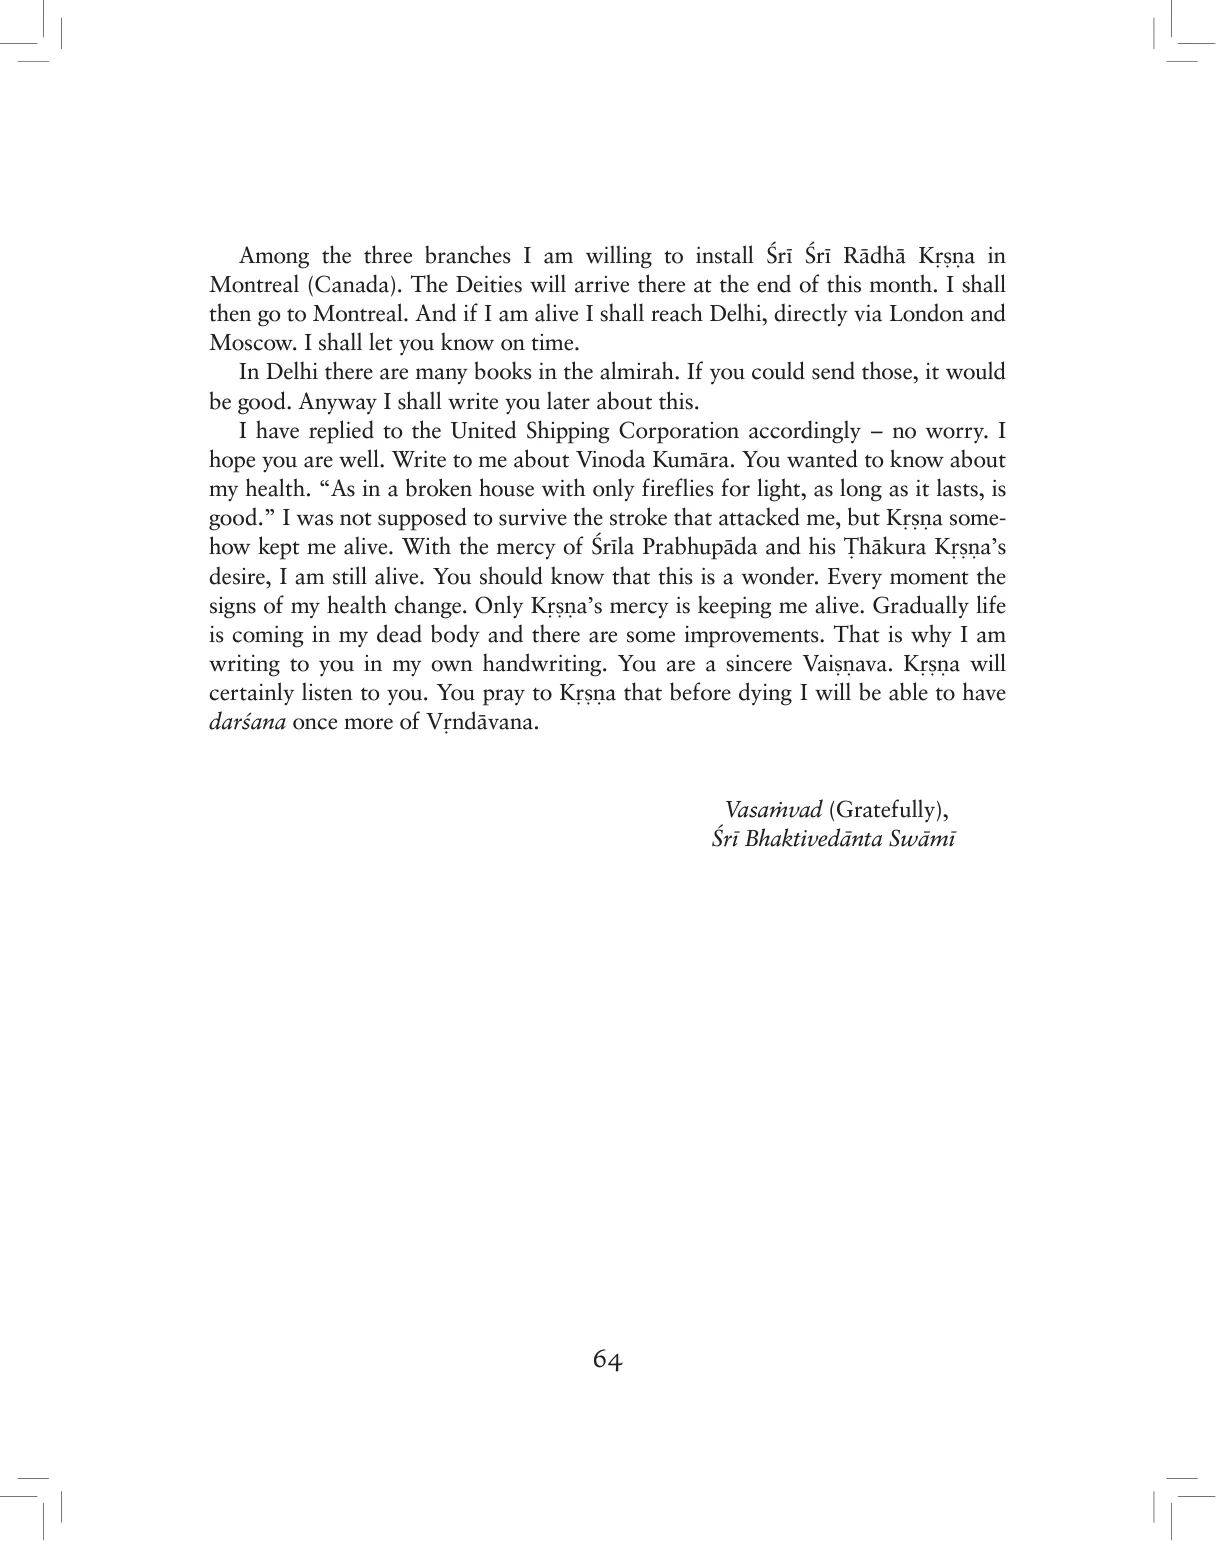 Among the three branches I am willing to install Śrī Śrī Rādhā Kṛṣṇa in
Montreal (Canada). The Deities will arrive there at the end of this month. I shall
then go to Montreal. And if I am alive I shall reach Delhi, directly via London and
Moscow. I shall let you know on time.
In Delhi there are many books in the almirah. If you could send those, it would
be good. Anyway I shall write you later about this.
I have replied to the United Shipping Corporation accordingly – no worry. I
hope you are well. Write to me about Vinoda Kumāra. You wanted to know about
my health. “As in a broken house with only fireflies for light, as long as it lasts, is
good.” I was not supposed to survive the stroke that attacked me, but Kṛṣṇa some-
how kept me alive. With the mercy of Śrīla Prabhupāda and his Ṭhākura Kṛṣṇa’s
desire, I am still alive. You should know that this is a wonder. Every moment the
signs of my health change. Only Kṛṣṇa’s mercy is keeping me alive. Gradually life
is coming in my dead body and there are some improvements. That is why I am
writing to you in my own handwriting. You are a sincere Vaiṣṇava. Kṛṣṇa will
certainly listen to you. You pray to Kṛṣṇa that before dying I will be able to have
darśana once more of Vṛndāvana.
Vasaṁvad (Gratefully),
Śrī Bhaktivedānta Swāmī
64